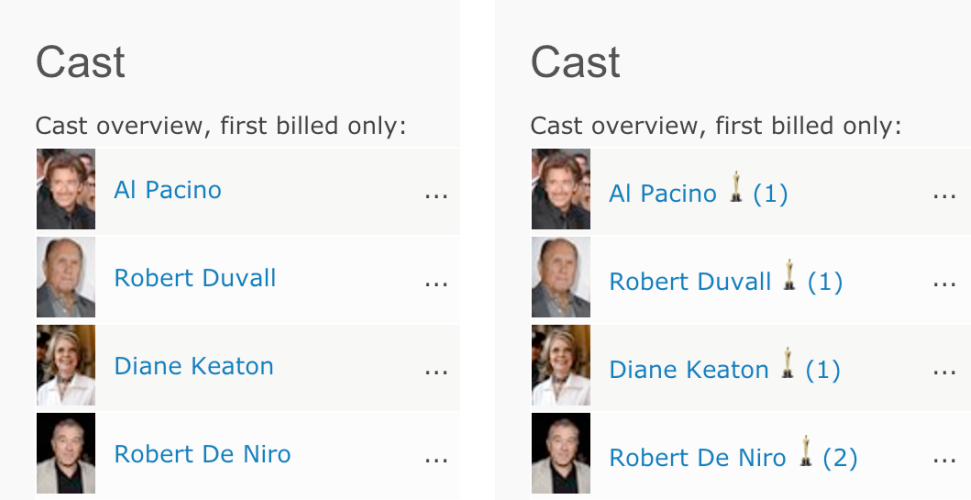 Cast
Cast overview, first billed only:
Al Pacino ...
Robert Duvall ...
Diane Keaton ...
Robert De Niro ...
Cast
Cast overview, first billed only:
Al Pacino (1) ...
Robert Duvall (1) ...
Diane Keaton (1) ...
Robert De Niro (2) ...